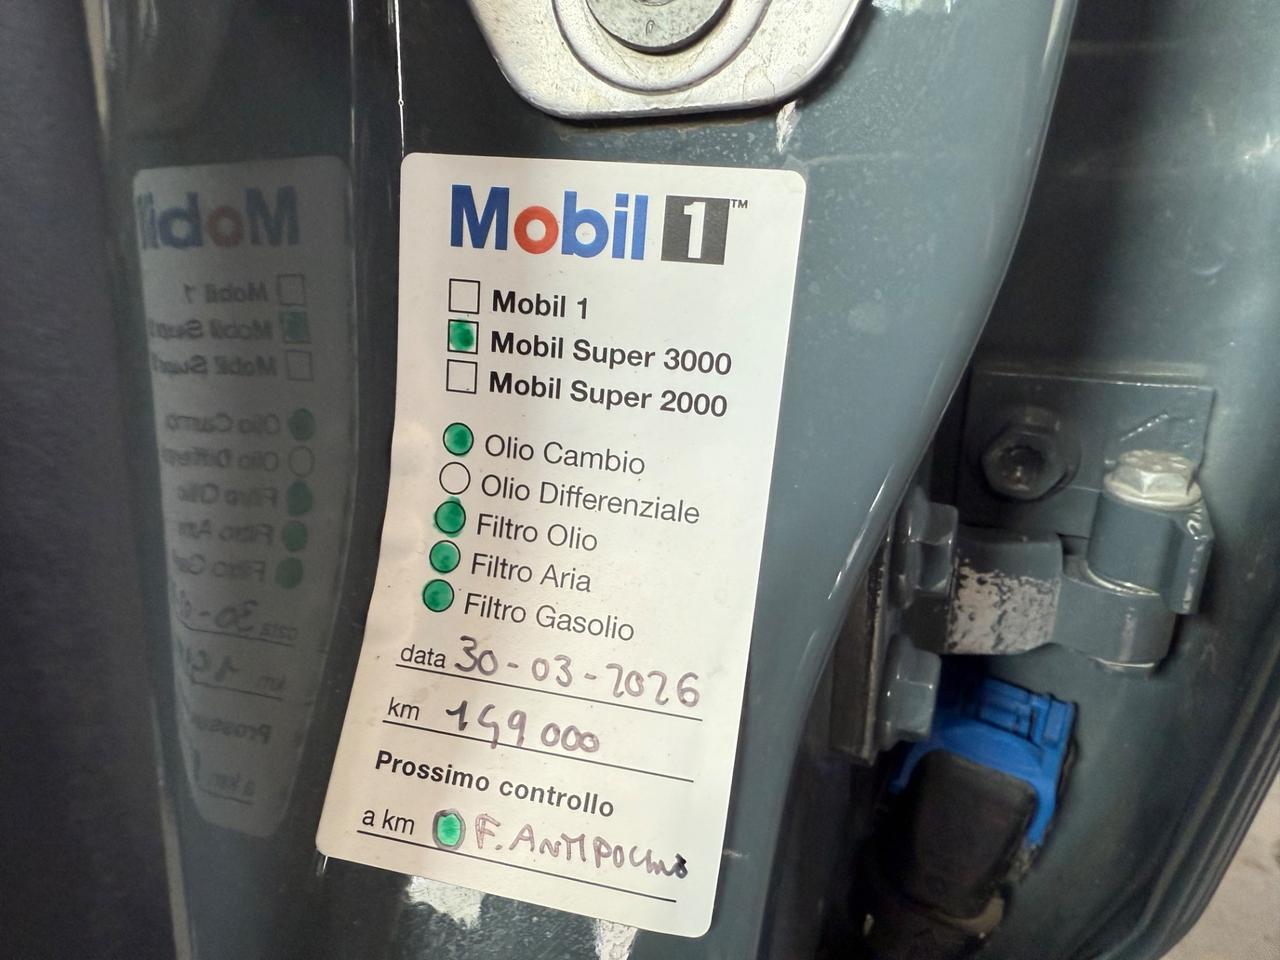 Mobil 1™
Mobil 1
Mobil Super 3000
Mobil Super 2000
Olio Cambio
Olio Differenziale
Filtro Olio
Filtro Aria
Filtro Gasolio
data 30-03-2026
km 149000
Prossimo controllo
a km F. ANTIPOLLINE